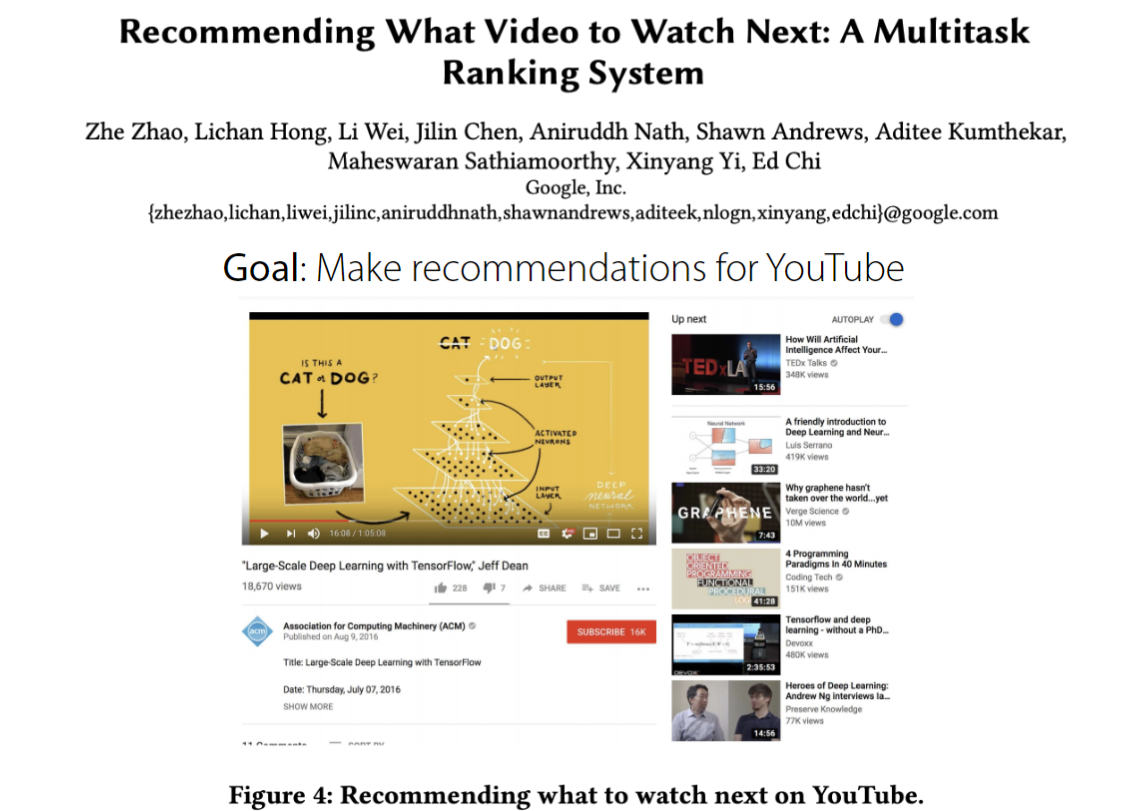 Recommending What Video to Watch Next: A Multitask
Ranking System
Zhe Zhao, Lichan Hong, Li Wei, Jilin Chen, Aniruddh Nath, Shawn Andrews, Aditee Kumthekar,
Maheswaran Sathiamoorthy, Xinyang Yi, Ed Chi
Google, Inc.
{zhezhao,lichan,liwei,jilinc,aniruddhnath,shawnandrews,aditeek,nlogn,xinyang,edchi}@google.com
Goal: Make recommendations for YouTube
CAT DOG
IS THIS A
CAT or DOG?
OUTPUT
LAYER
ACTIVATED
NEURONS
INPUT
LAYER
DEEP
neural
NETWORK
16:08 / 1:05:08
"Large-Scale Deep Learning with TensorFlow," Jeff Dean
18,670 views
228
7
SHARE
SAVE
acm
Association for Computing Machinery (ACM)
Published on Aug 9, 2016
SUBSCRIBE 16K
Title: Large-Scale Deep Learning with TensorFlow
Date: Thursday, July 07, 2016
SHOW MORE
Up next
AUTOPLAY
TEDxLA
15:56
How Will Artificial
Intelligence Affect Your...
TEDx Talks
348K views
Neural Network
33:20
A friendly introduction to
Deep Learning and Neur...
Luis Serrano
419K views
GRAPHENE
7:43
Why graphene hasn't
taken over the world...yet
Verge Science
10M views
OBJECT
ORIENTED
PROGRAMMING
FUNCTIONAL
PROCEDURAL
41:28
4 Programming
Paradigms In 40 Minutes
Coding Tech
151K views
DEVOXX
2:35:53
Tensorflow and deep
learning - without a PhD...
Devoxx
480K views
14:56
Heroes of Deep Learning:
Andrew Ng interviews Ia...
Preserve Knowledge
77K views
Figure 4: Recommending what to watch next on YouTube.